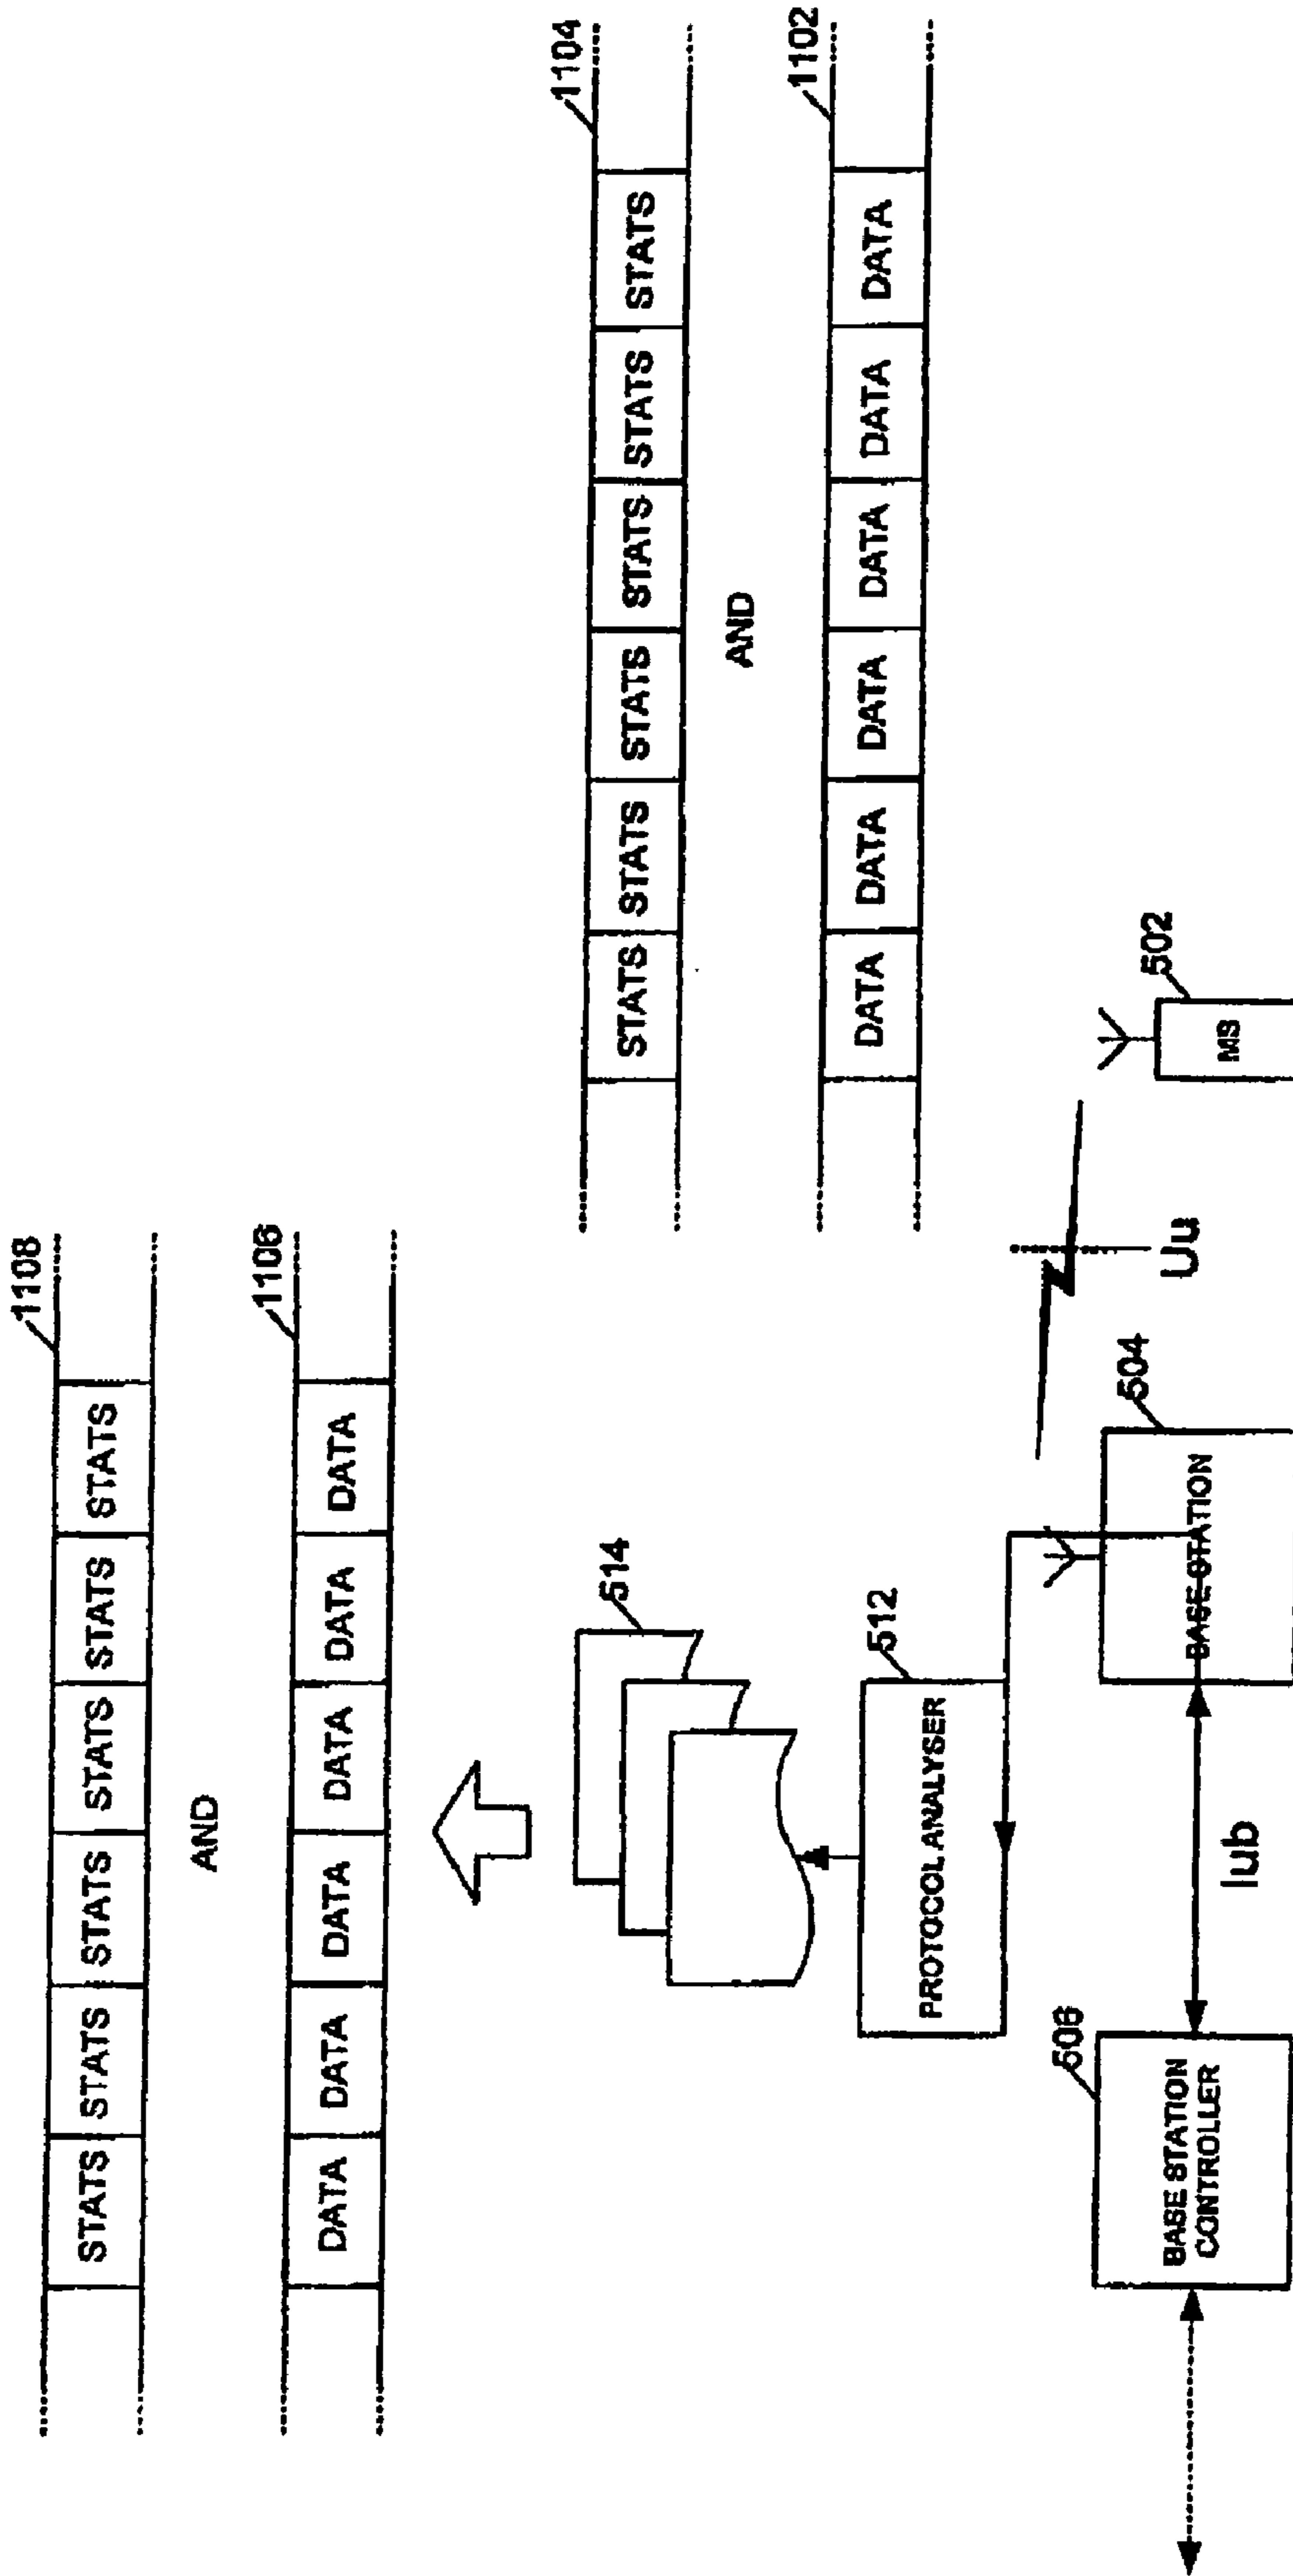 1108
STATS STATS STATS STATS STATS STATS
AND
1106
DATA DATA DATA DATA DATA DATA
514
1104
STATS STATS STATS STATS STATS STATS
AND
1102
DATA DATA DATA DATA DATA DATA
512
PROTOCOL ANALYSER
506
BASE STATION
CONTROLLER
Iub
504
BASE STATION
Uu
502
MS